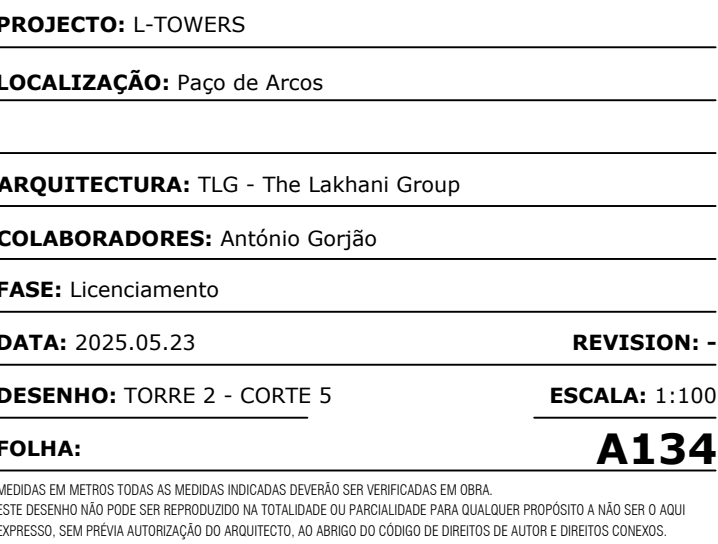 PROJECTO: L-TOWERS
LOCALIZAÇÃO: Paço de Arcos
ARQUITECTURA: TLG - The Lakhani Group
COLABORADORES: António Gorjão
FASE: Licenciamento
DATA: 2025.05.23 REVISION: -
DESENHO: TORRE 2 - CORTE 5 ESCALA: 1:100
FOLHA: A134
MEDIDAS EM METROS TODAS AS MEDIDAS INDICADAS DEVERÃO SER VERIFICADAS EM OBRA.
ESTE DESENHO NÃO PODE SER REPRODUZIDO NA TOTALIDADE OU PARCIALIDADE PARA QUALQUER PROPÓSITO A NÃO SER O AQUI
EXPRESSO, SEM PRÉVIA AUTORIZAÇÃO DO ARQUITECTO, AO ABRIGO DO CÓDIGO DE DIREITOS DE AUTOR E DIREITOS CONEXOS.